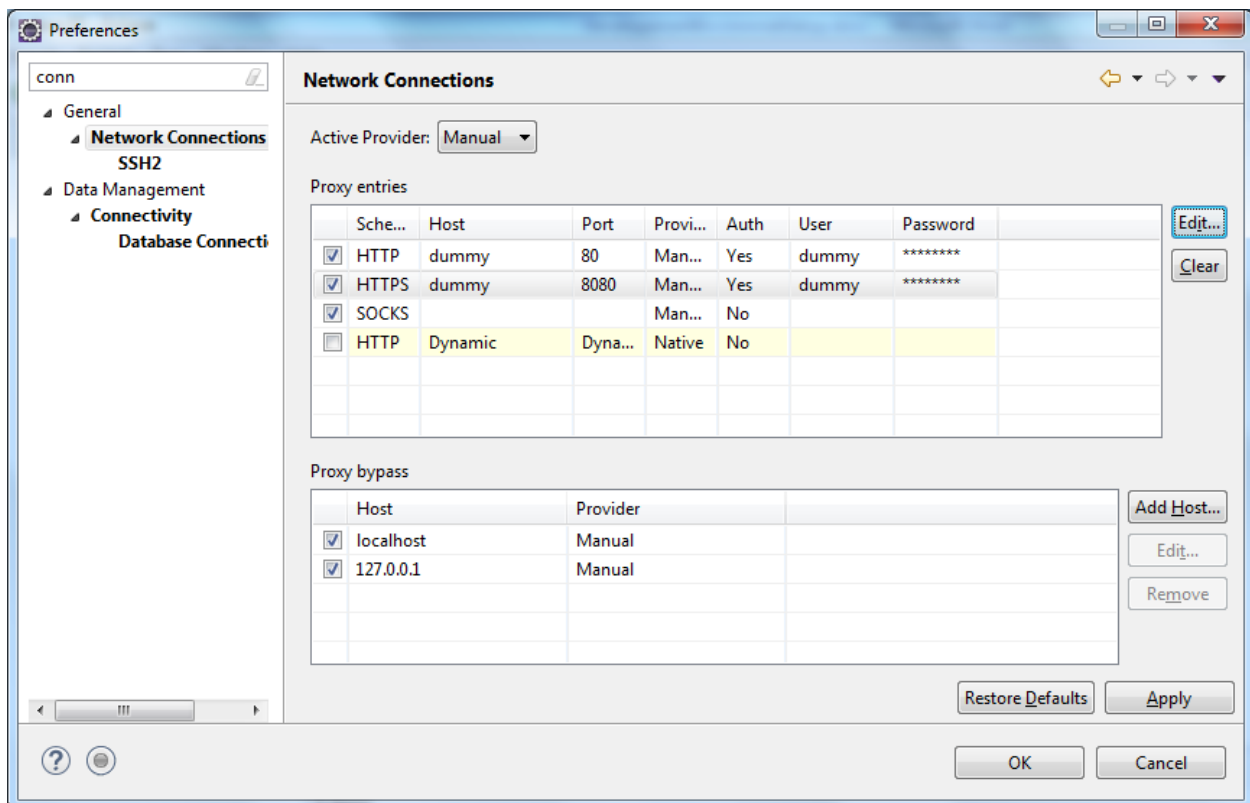 Preferences
conn
General
Network Connections
SSH2
Data Management
Connectivity
Database Connecti
Network Connections
Active Provider: Manual
Proxy entries
Sche... Host Port Provi... Auth User Password
HTTP dummy 80 Man... Yes dummy ********
HTTPS dummy 8080 Man... Yes dummy ********
SOCKS Man... No
HTTP Dynamic Dyna... Native No
Edit...
Clear
Proxy bypass
Host Provider
localhost Manual
127.0.0.1 Manual
Add Host...
Edit...
Remove
Restore Defaults Apply
OK Cancel